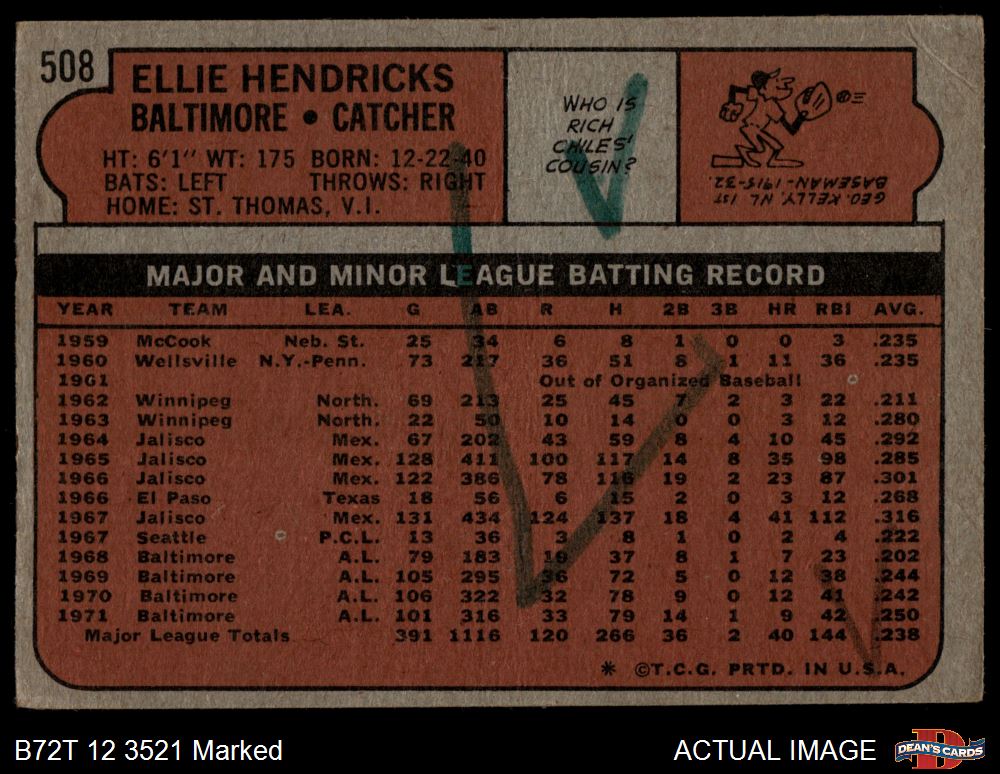 508
ELLIE HENDRICKS
BALTIMORE • CATCHER
HT: 6'1" WT: 175 BORN: 12-22-40
BATS: LEFT THROWS: RIGHT
HOME: ST. THOMAS, V.I.
WHO IS
RICH
CHILES'
COUSIN?
GEO. KELLY, NL 1ST
BASEMAN-1915-32.
MAJOR AND MINOR LEAGUE BATTING RECORD
YEAR TEAM LEA. G AB R H 2B 3B HR RBI AVG.
1959 McCook Neb. St. 25 34 6 8 1 0 0 3 .235
1960 Wellsville N.Y.-Penn. 73 217 36 51 8 1 11 36 .235
1961 Out of Organized Baseball
1962 Winnipeg North. 69 213 25 45 7 2 3 22 .211
1963 Winnipeg North. 22 50 10 14 0 0 3 12 .280
1964 Jalisco Mex. 67 202 43 59 8 4 10 45 .292
1965 Jalisco Mex. 128 411 100 117 14 8 35 98 .285
1966 Jalisco Mex. 122 386 78 116 19 2 23 87 .301
1966 El Paso Texas 18 56 6 15 2 0 3 12 .268
1967 Jalisco Mex. 131 434 124 137 18 4 41 112 .316
1967 Seattle P.C.L. 13 36 3 8 1 0 2 4 .222
1968 Baltimore A.L. 79 183 19 37 8 1 7 23 .202
1969 Baltimore A.L. 105 295 36 72 5 0 12 38 .244
1970 Baltimore A.L. 106 322 32 78 9 0 12 41 .242
1971 Baltimore A.L. 101 316 33 79 14 1 9 42 .250
Major League Totals 391 1116 120 266 36 2 40 144 .238
* ©T.C.G. PRTD. IN U.S.A.
B72T 12 3521 Marked
ACTUAL IMAGE
DEAN'S CARDS